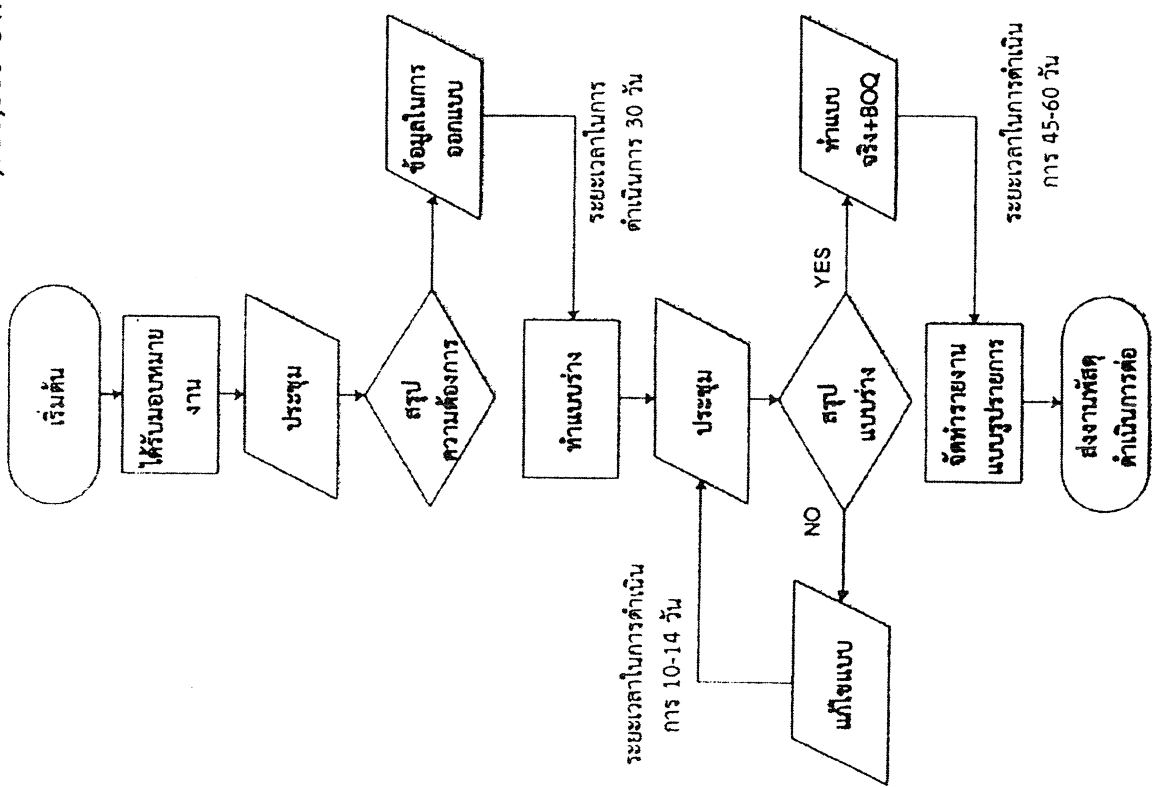 เริ่มต้น
ได้รับมอบหมาย
งาน
ประชุม
สรุป
ความต้องการ
ข้อมูลในการ
ออกแบบ
ระยะเวลาในการ
ดำเนินการ 30 วัน
ทำแบบร่าง
ประชุม
สรุป
แบบร่าง
NO
แก้ไขแบบ
ระยะเวลาในการดำเนิน
การ 10-14 วัน
YES
ทำแบบ
จริง+BOQ
ระยะเวลาในการดำเนิน
การ 45-60 วัน
จัดทำรายงาน
แบบรูปรายการ
ส่งงานพัสดุ
ดำเนินการต่อ